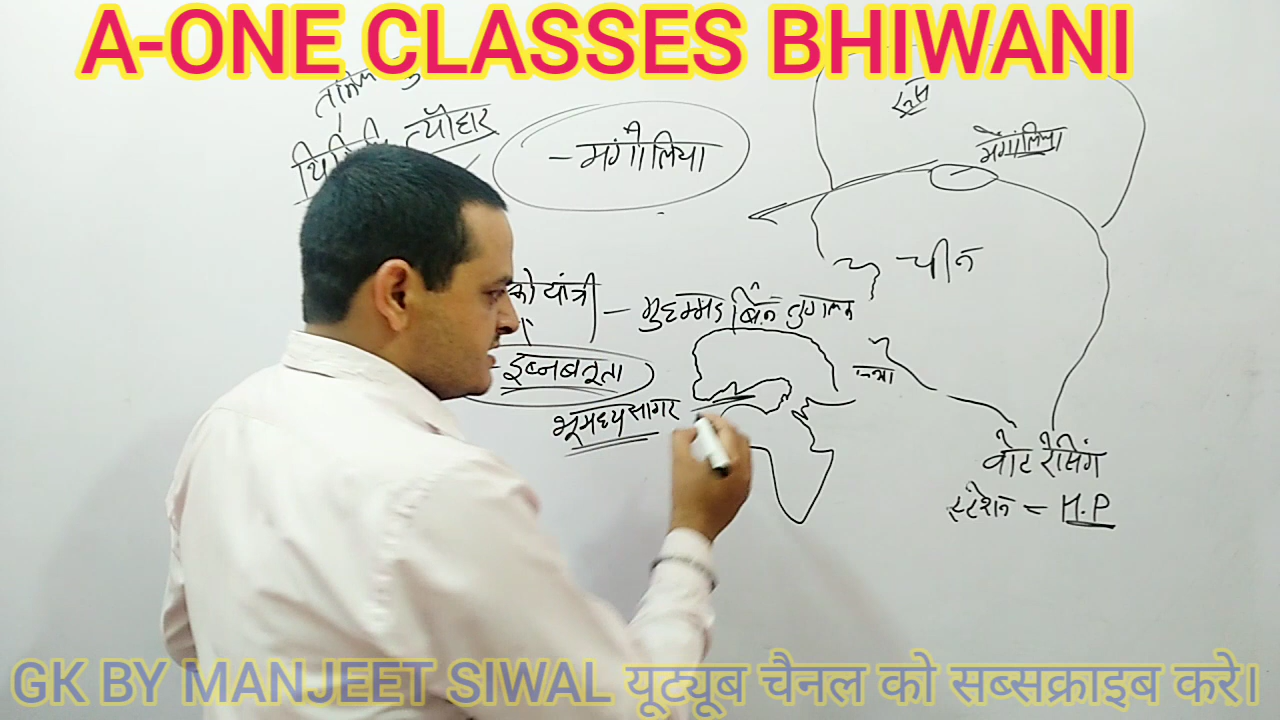 A-ONE CLASSES BHIWANI
रूस
त्यौहार
- मंगोलिया
मंगोलिया
चीन
यात्री - मुहम्मद बिन तुगलक
- इब्नबतूता
भूमध्यसागर
वोट रेसिंग
स्टेशन = H.P
GK BY MANJEET SIWAL यूट्यूब चैनल को सब्सक्राइब करे।